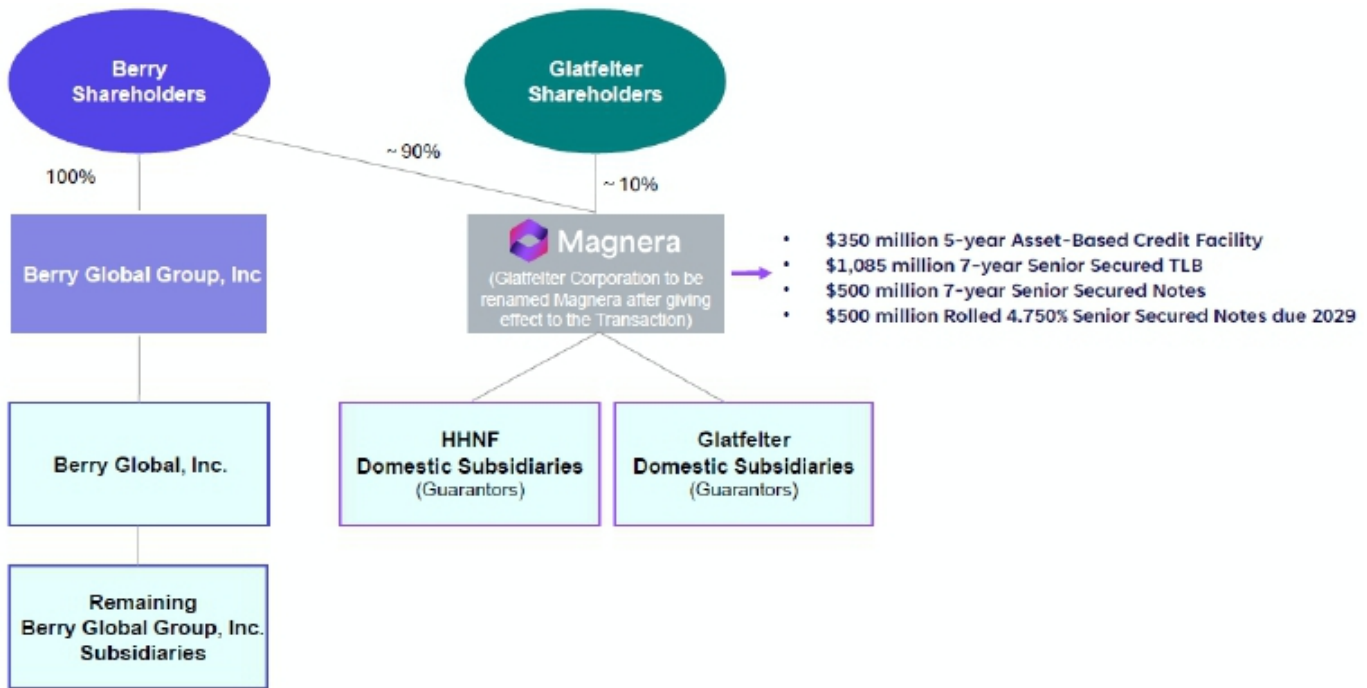 Berry
Shareholders
Glatfelter
Shareholders
100%
~ 90%
~ 10%
Berry Global Group, Inc
Magnera
(Glatfelter Corporation to be
renamed Magnera after giving
effect to the Transaction)
• $350 million 5-year Asset-Based Credit Facility
• $1,085 million 7-year Senior Secured TLB
• $500 million 7-year Senior Secured Notes
• $500 million Rolled 4.750% Senior Secured Notes due 2029
Berry Global, Inc.
HHNF
Domestic Subsidiaries
(Guarantors)
Glatfelter
Domestic Subsidiaries
(Guarantors)
Remaining
Berry Global Group, Inc.
Subsidiaries